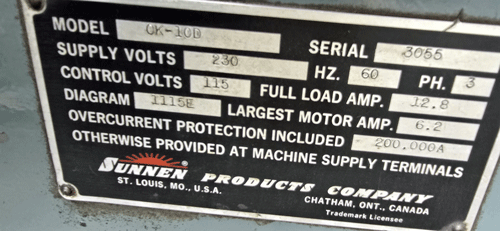 MODEL OK-10D SERIAL 3055
SUPPLY VOLTS 230 HZ. 60 PH. 3
CONTROL VOLTS 115 FULL LOAD AMP. 12.8
DIAGRAM 1115E LARGEST MOTOR AMP. 6.2
OVERCURRENT PROTECTION INCLUDED 200.000A
OTHERWISE PROVIDED AT MACHINE SUPPLY TERMINALS
SUNNEN PRODUCTS COMPANY
ST. LOUIS, MO., U.S.A. CHATHAM, ONT., CANADA
Trademark Licensee